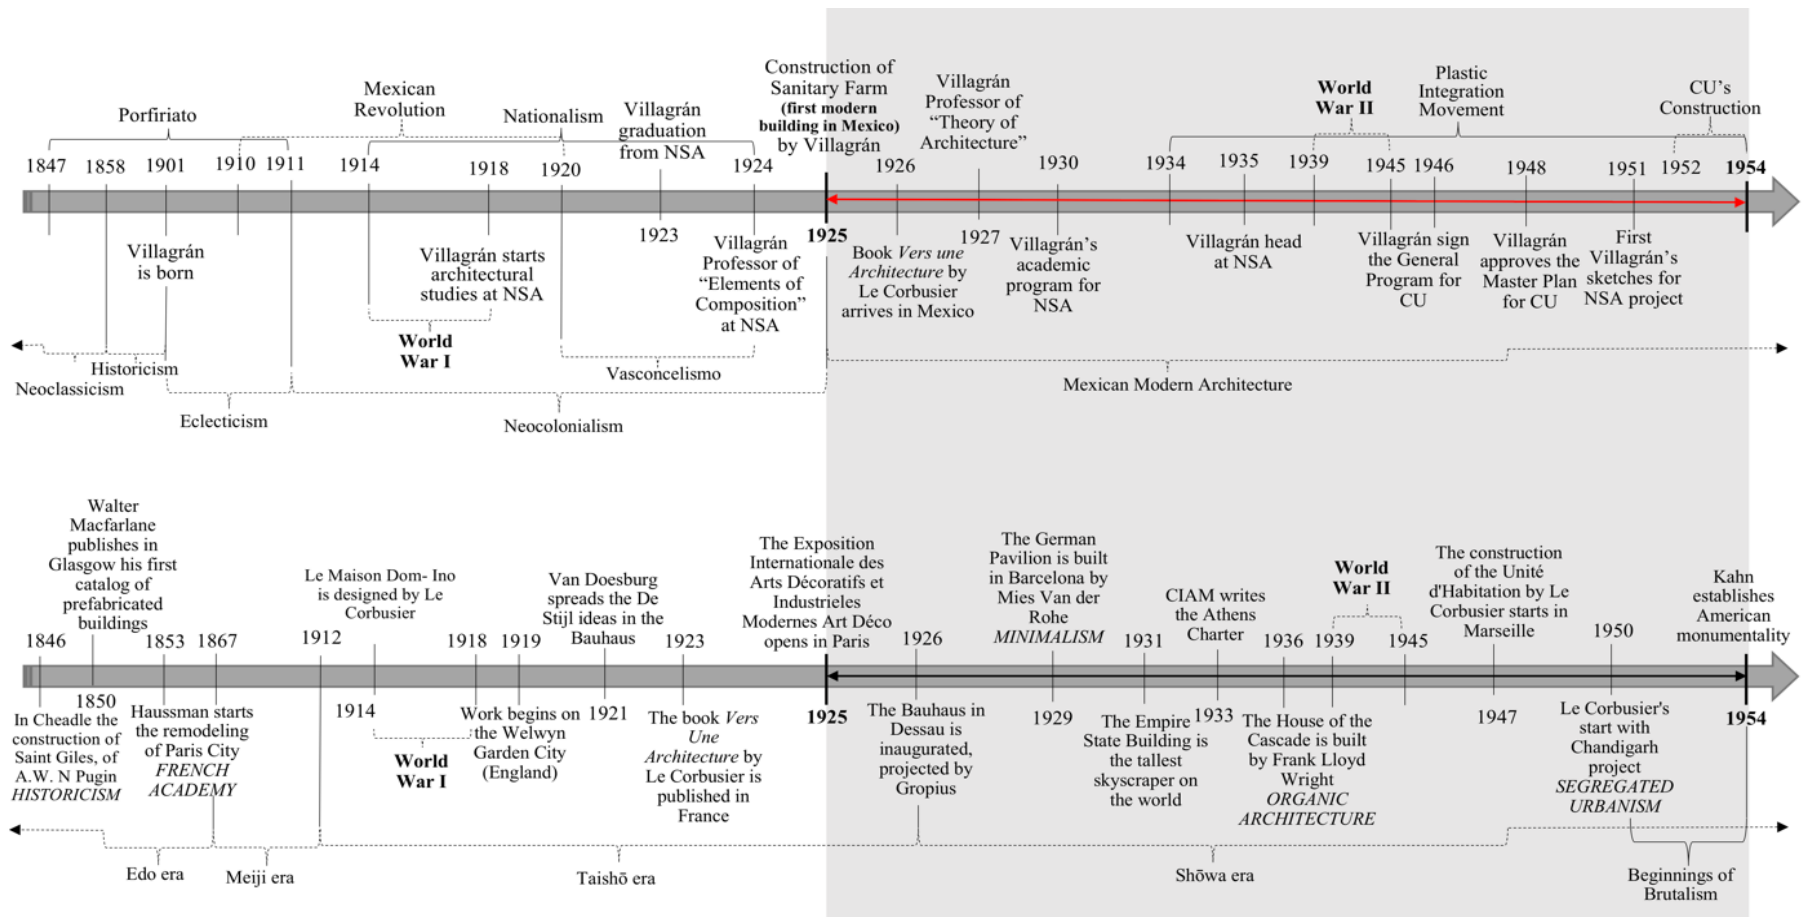 Porfiriato
Mexican
Revolution
Nationalism
Villagrán
graduation
from NSA
Construction of
Sanitary Farm
(first modern
building in Mexico)
by Villagrán
Villagrán
Professor of
“Theory of
Architecture”
World
War II
Plastic
Integration
Movement
CU’s
Construction
1847 1858 1901 1910 1911 1914 1918 1920 1924 1926 1930 1934 1935 1939 1945 1946 1948 1951 1952 1954
1923 1925 1927
Villagrán
is born
Villagrán starts
architectural
studies at NSA
World
War I
Villagrán
Professor of
“Elements of
Composition”
at NSA
Book Vers une
Architecture by
Le Corbusier
arrives in Mexico
Villagrán’s
academic
program for
NSA
Villagrán head
at NSA
Villagrán sign
the General
Program for
CU
Villagrán
approves the
Master Plan
for CU
First
Villagrán’s
sketches for
NSA project
Historicism
Neoclassicism
Eclecticism
Vasconcelismo
Neocolonialism
Mexican Modern Architecture
Walter
Macfarlane
publishes in
Glasgow his first
catalog of
prefabricated
buildings
Le Maison Dom- Ino
is designed by Le
Corbusier
Van Doesburg
spreads the De
Stijl ideas in the
Bauhaus
The Exposition
Internationale des
Arts Décoratifs et
Industrieles
Modernes Art Déco
opens in Paris
The German
Pavilion is built
in Barcelona by
Mies Van der
Rohe
MINIMALISM
CIAM writes
the Athens
Charter
World
War II
The construction
of the Unité
d'Habitation by Le
Corbusier starts in
Marseille
Kahn
establishes
American
monumentality
1846 1853 1867 1912 1918 1919 1923 1926 1931 1936 1939 1945 1950
1850 1914 1921 1925 1929 1933 1947 1954
In Cheadle the
construction of
Saint Giles, of
A.W. N Pugin
HISTORICISM
Haussman starts
the remodeling
of Paris City
FRENCH
ACADEMY
World
War I
Work begins on
the Welwyn
Garden City
(England)
The book Vers
Une
Architecture by
Le Corbusier is
published in
France
The Bauhaus in
Dessau is
inaugurated,
projected by
Gropius
The Empire
State Building is
the tallest
skyscraper on
the world
The House of the
Cascade is built
by Frank Lloyd
Wright
ORGANIC
ARCHITECTURE
Le Corbusier's
start with
Chandigarh
project
SEGREGATED
URBANISM
Edo era
Meiji era
Taishō era
Shōwa era
Beginnings of
Brutalism